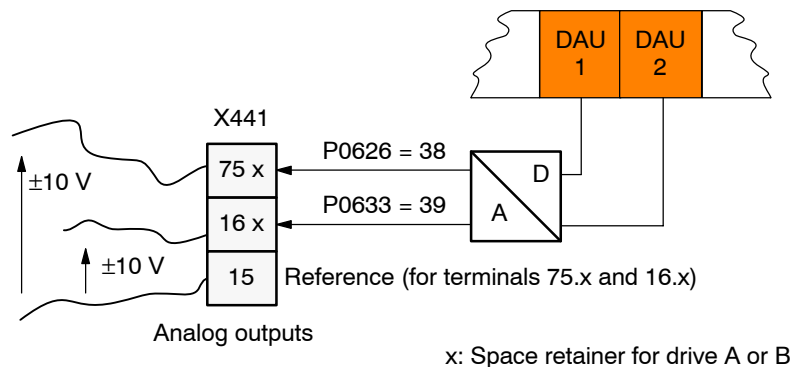 DAU
1
DAU
2
X441
75 x
P0626 = 38
D
±10 V
16 x
P0633 = 39
A
±10 V
15
Reference (for terminals 75.x and 16.x)
Analog outputs
x: Space retainer for drive A or B